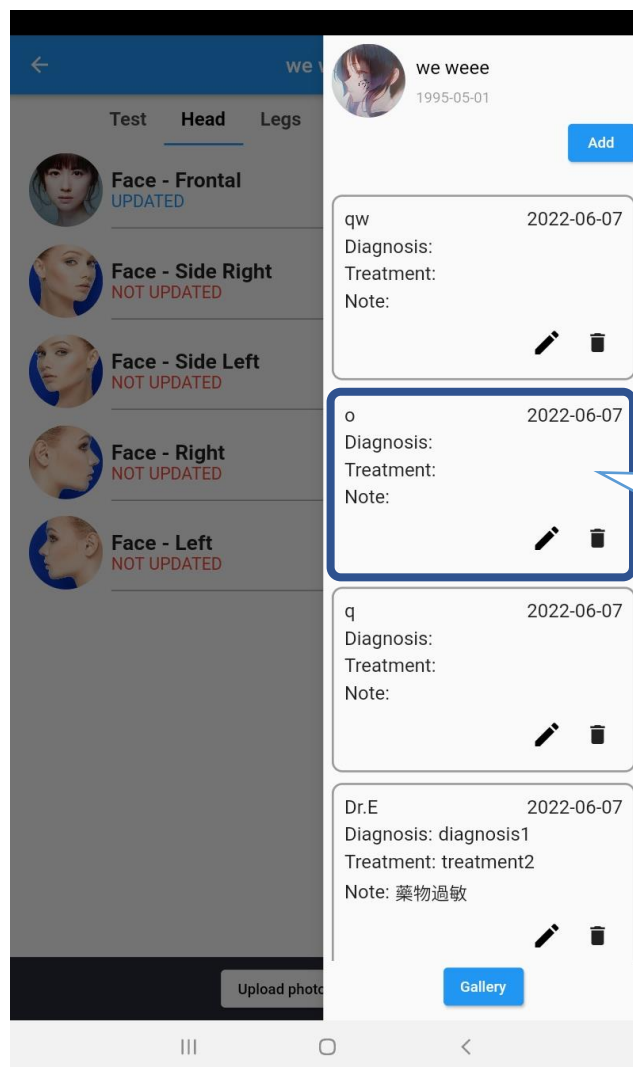 we w
Test Head Legs
Face - Frontal
UPDATED
Face - Side Right
NOT UPDATED
Face - Side Left
NOT UPDATED
Face - Right
NOT UPDATED
Face - Left
NOT UPDATED
Upload photo
we weee
1995-05-01
Add
qw 2022-06-07
Diagnosis:
Treatment:
Note:
o 2022-06-07
Diagnosis:
Treatment:
Note:
q 2022-06-07
Diagnosis:
Treatment:
Note:
Dr.E 2022-06-07
Diagnosis: diagnosis1
Treatment: treatment2
Note: 藥物過敏
Gallery